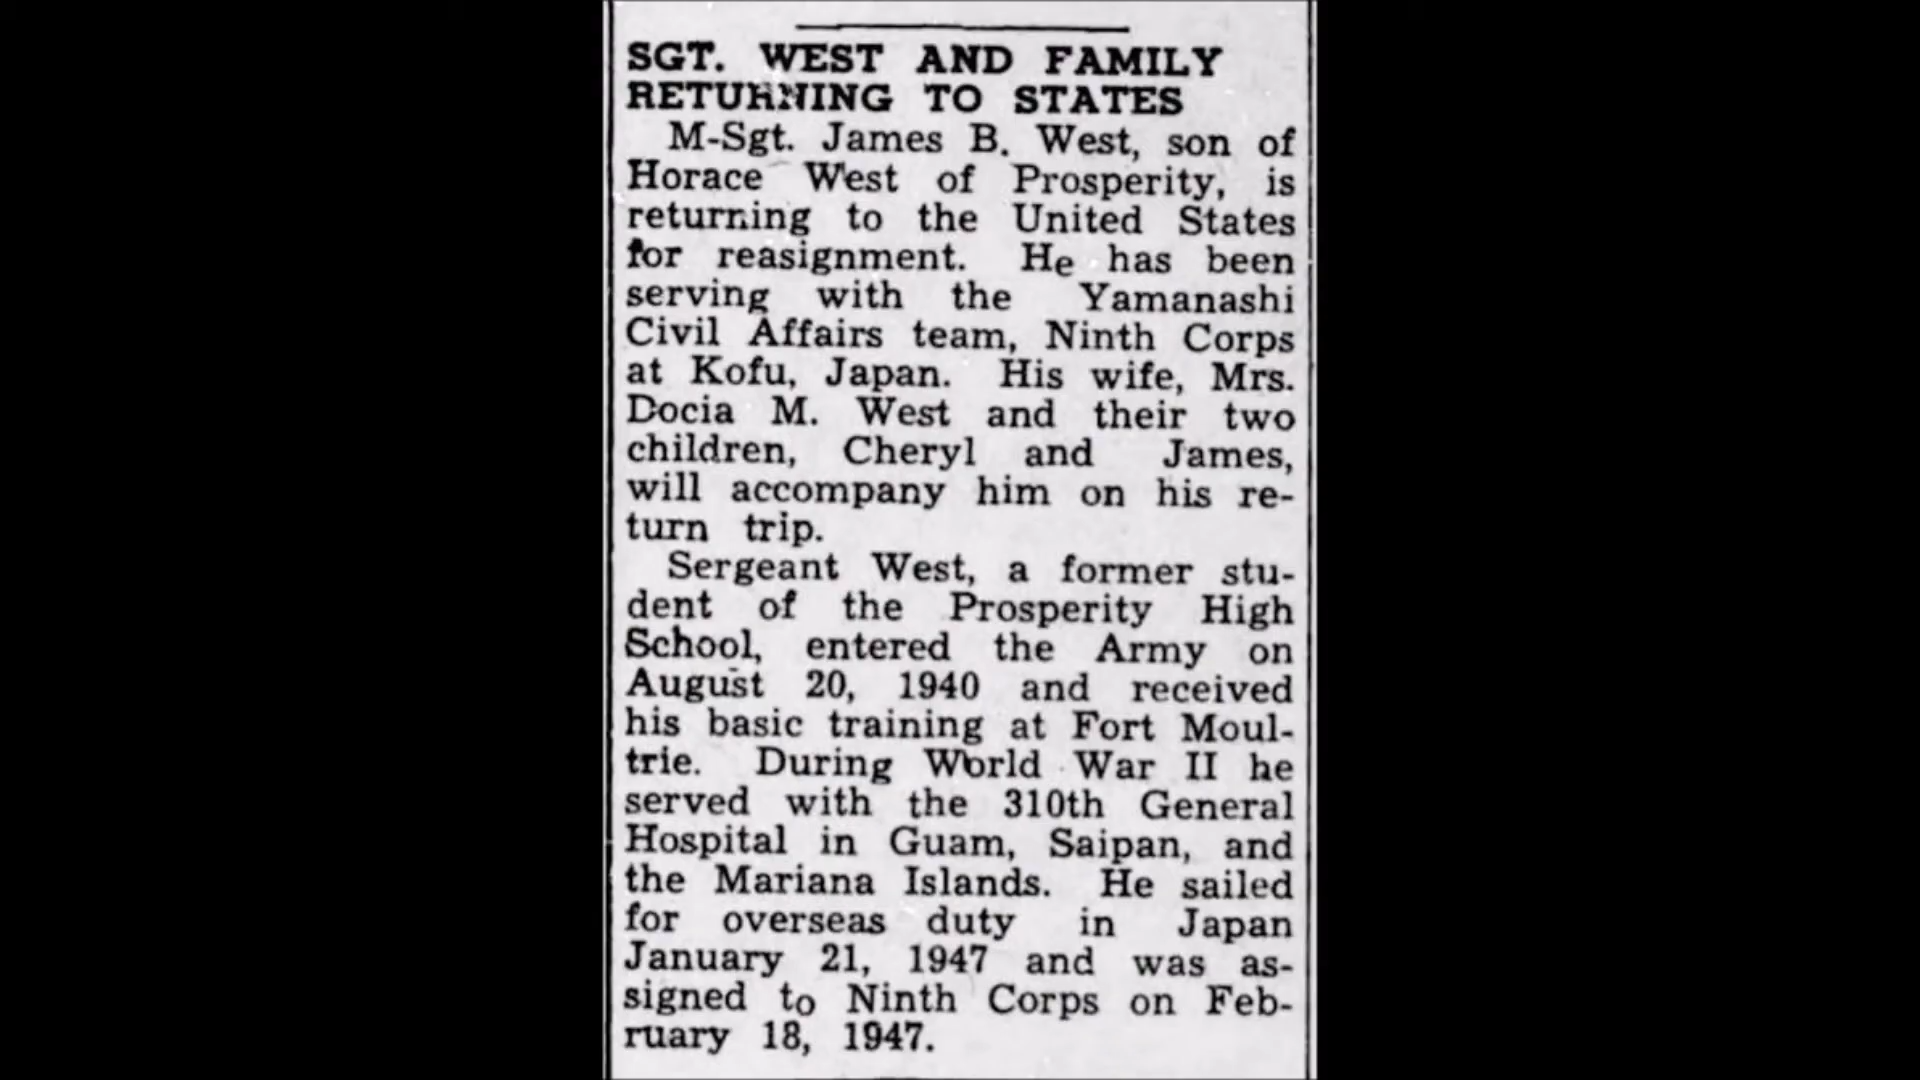 SGT. WEST AND FAMILY
RETURNING TO STATES
M-Sgt. James B. West, son of
Horace West of Prosperity, is
returning to the United States
for reasignment. He has been
serving with the Yamanashi
Civil Affairs team, Ninth Corps
at Kofu, Japan. His wife, Mrs.
Docia M. West and their two
children, Cheryl and James,
will accompany him on his re-
turn trip.
Sergeant West, a former stu-
dent of the Prosperity High
School, entered the Army on
August 20, 1940 and received
his basic training at Fort Moul-
trie. During World War II he
served with the 310th General
Hospital in Guam, Saipan, and
the Mariana Islands. He sailed
for overseas duty in Japan
January 21, 1947 and was as-
signed to Ninth Corps on Feb-
ruary 18, 1947.